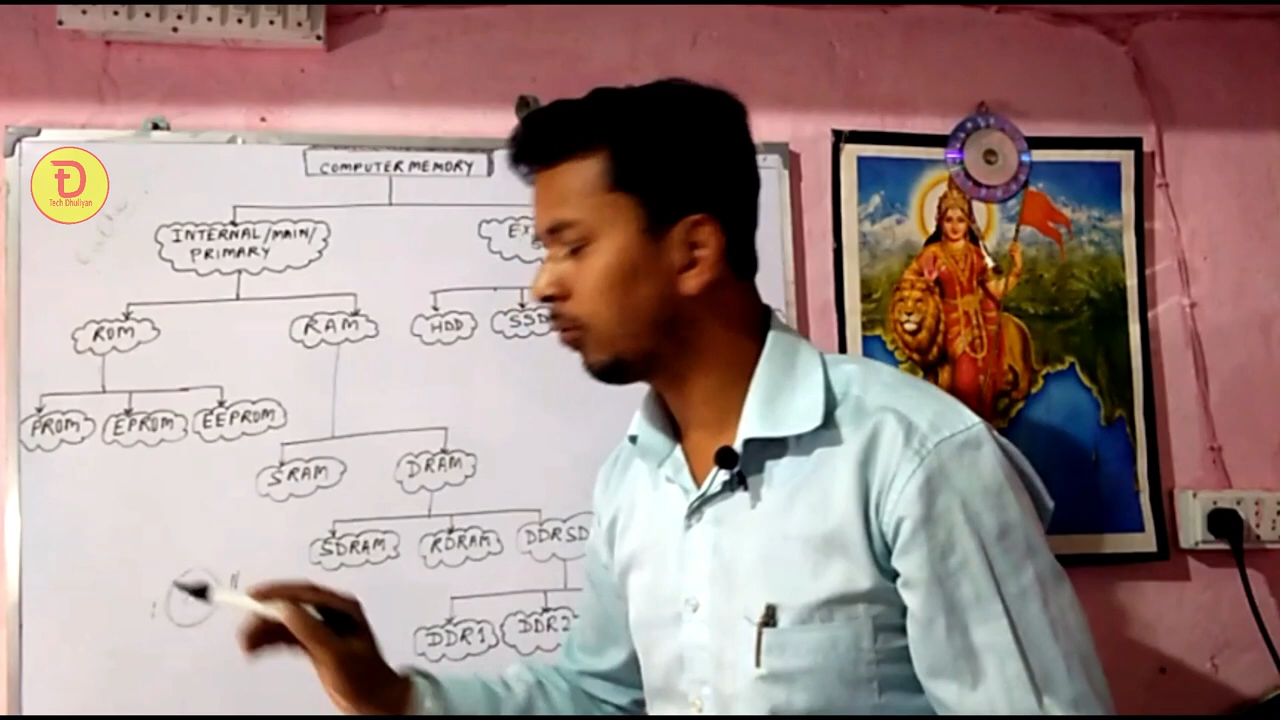 COMPUTER MEMORY
Tech Dhuliyan
INTERNAL/MAIN/
PRIMARY
ROM
RAM
HDD
PROM
EPROM
EEPROM
SRAM
DRAM
SDRAM
RDRAM
DDR1
DDR2